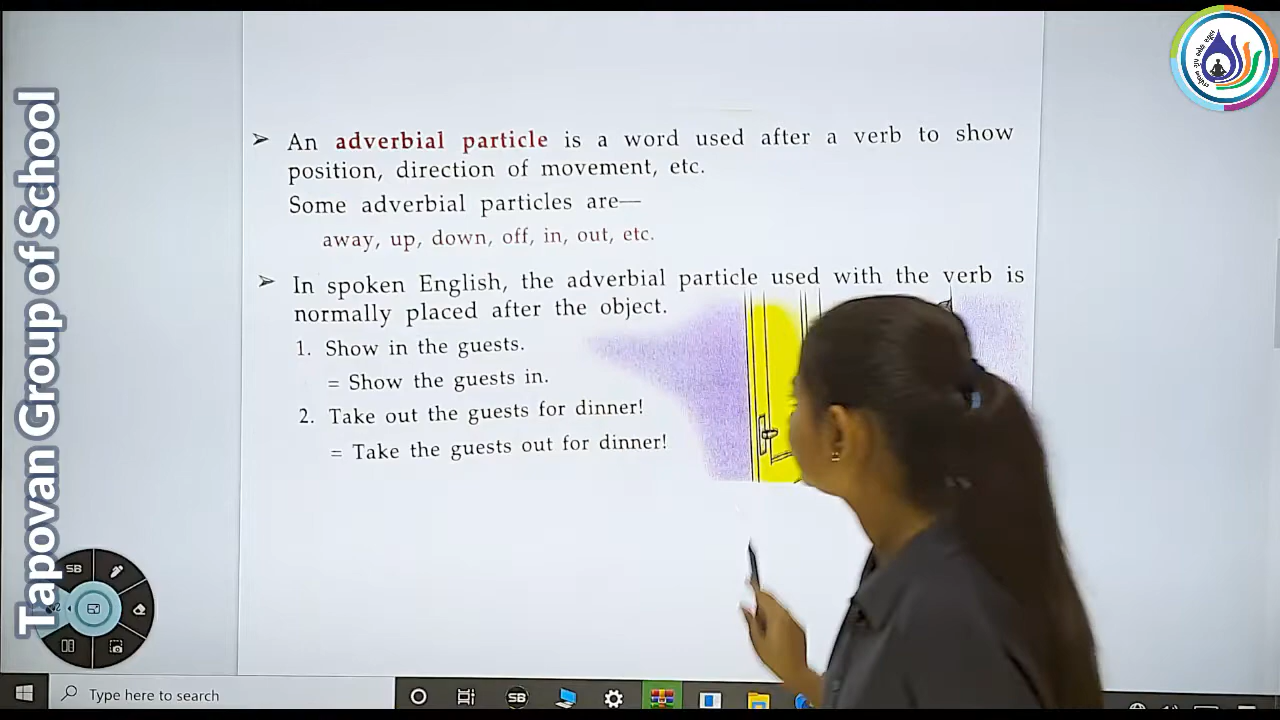 ➢ An adverbial particle is a word used after a verb to show
position, direction of movement, etc.
Some adverbial particles are—
away, up, down, off, in, out, etc.
➢ In spoken English, the adverbial particle used with the verb is
normally placed after the object.
1. Show in the guests.
= Show the guests in.
2. Take out the guests for dinner!
= Take the guests out for dinner!
Tapovan Group of School
SB
Type here to search
SB